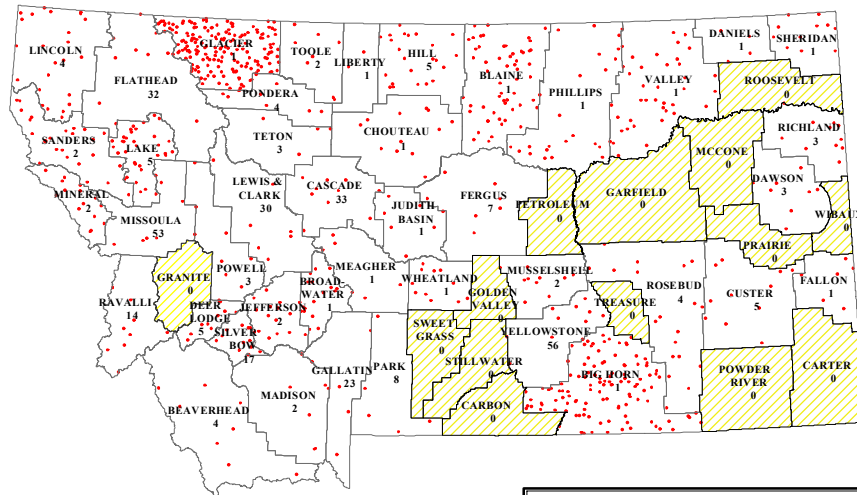 LINCOLN
4
FLATHEAD
32
GLACIER
1
TOOLE
2
LIBERTY
1
HILL
5
BLAINE
1
PHILLIPS
1
VALLEY
1
DANIELS
1
SHERIDAN
1
ROOSEVELT
0
PONDERA
4
TETON
3
CHOUTEAU
1
SANDERS
2
LAKE
5
MINERAL
2
MISSOULA
53
LEWIS &
CLARK
30
CASCADE
33
JUDITH
BASIN
1
FERGUS
7
PETROLEUM
0
GARFIELD
0
MCCONE
0
RICHLAND
3
DAWSON
3
WIBAUX
0
PRAIRIE
0
GRANITE
0
POWELL
3
RAVALLI
14
DEER
LODGE
5
SILVER
BOW
17
JEFFERSON
2
BROAD-
WATER
1
MEAGHER
1
WHEATLAND
1
GOLDEN
VALLEY
0
MUSSELSHELL
2
TREASURE
0
ROSEBUD
4
CUSTER
5
FALLON
1
SWEET
GRASS
0
STILLWATER
0
YELLOWSTONE
56
BIG HORN
1
CARBON
0
POWDER
RIVER
0
CARTER
0
GALLATIN
23
PARK
8
MADISON
2
BEAVERHEAD
4